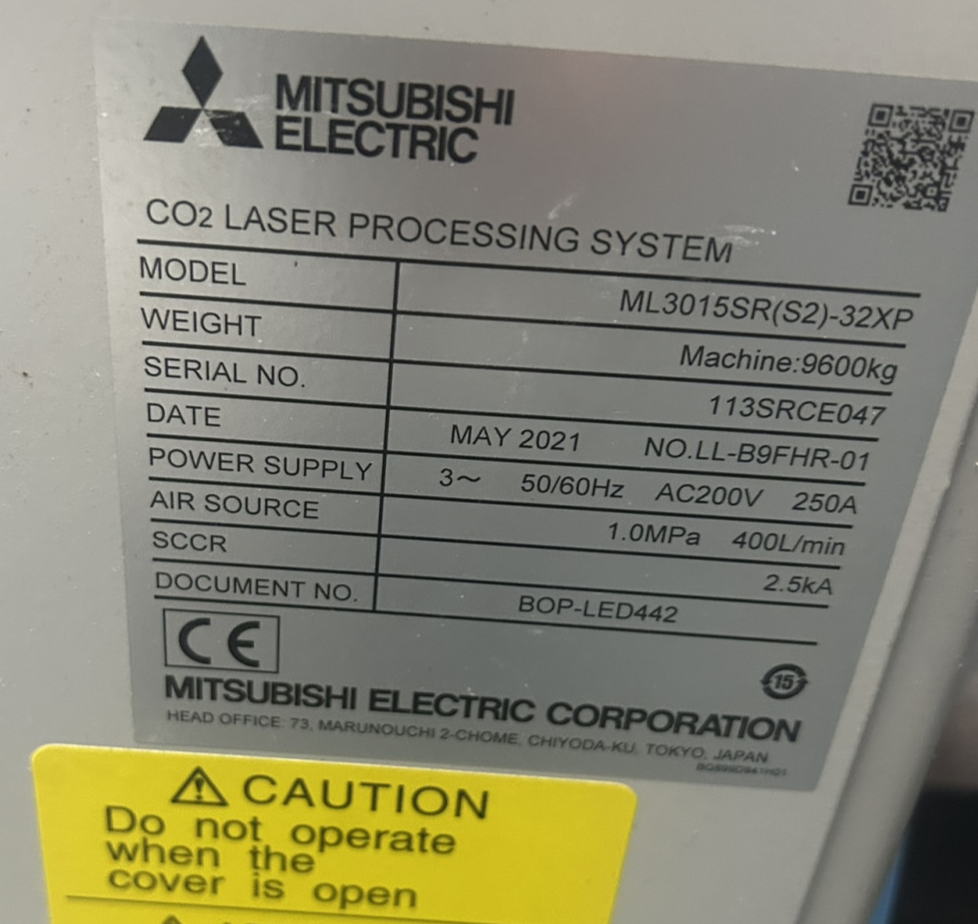 MITSUBISHI
ELECTRIC
CO2 LASER PROCESSING SYSTEM
MODEL ML3015SR(S2)-32XP
WEIGHT Machine:9600kg
SERIAL NO. 113SRCE047
DATE MAY 2021 NO.LL-B9FHR-01
POWER SUPPLY 3～ 50/60Hz AC200V 250A
AIR SOURCE 1.0MPa 400L/min
SCCR 2.5kA
DOCUMENT NO. BOP-LED442
CE
15
MITSUBISHI ELECTRIC CORPORATION
HEAD OFFICE: 73, MARUNOUCHI 2-CHOME, CHIYODA-KU, TOKYO, JAPAN
CAUTION
Do not operate
when the
cover is open